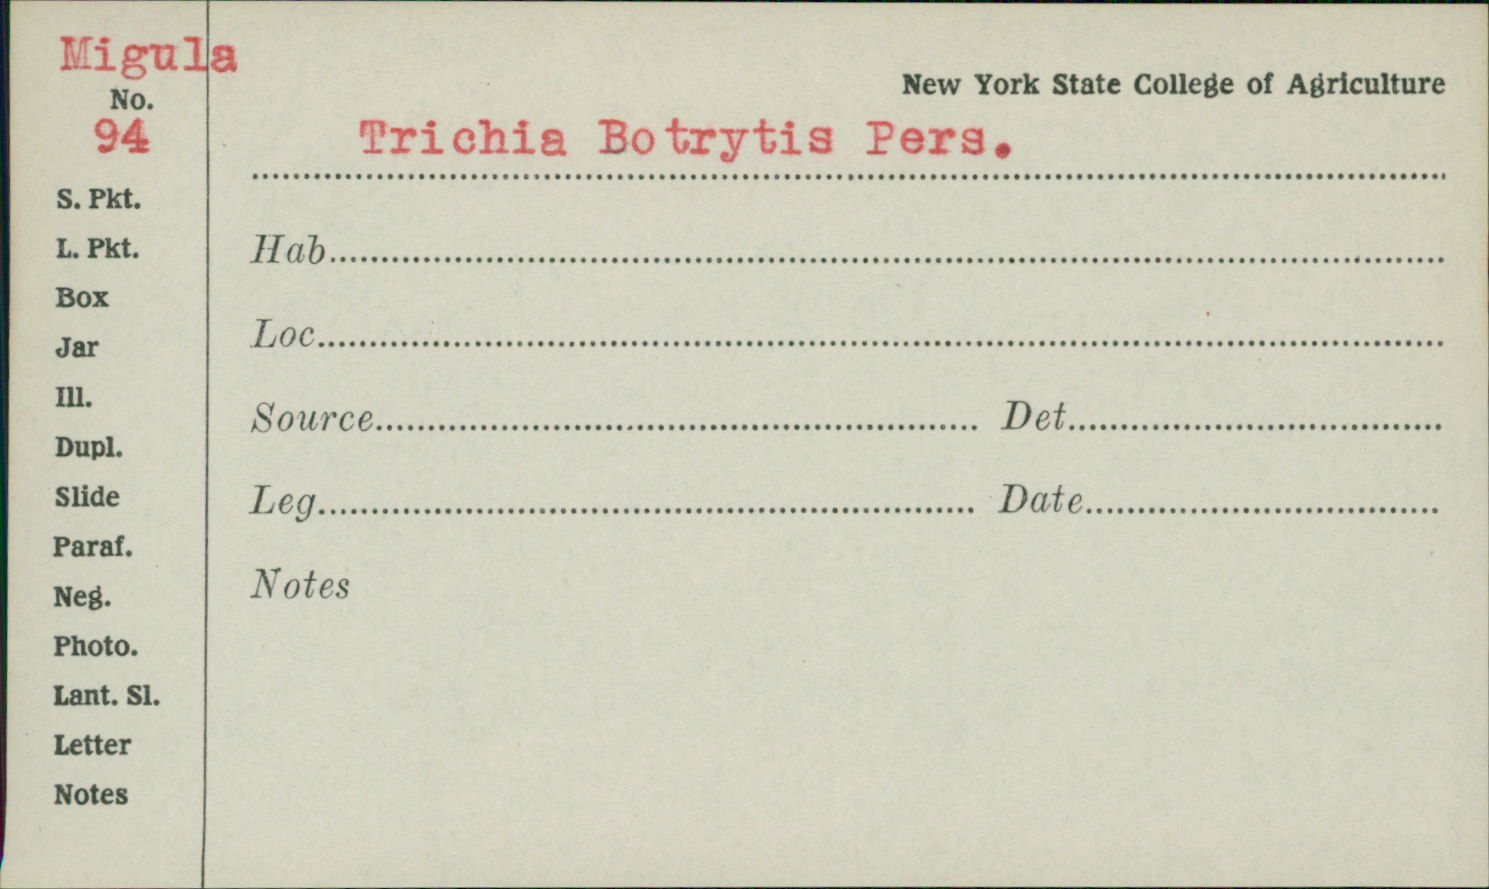 Migula
No.
94
S. Pkt.
L. Pkt.
Box
Jar
Ill.
Dupl.
Slide
Paraf.
Neg.
Photo.
Lant. Sl.
Letter
Notes
New York State College of Agriculture
Trichia Botrytis Pers.
Hab
Loc
Source Det
Leg Date
Notes